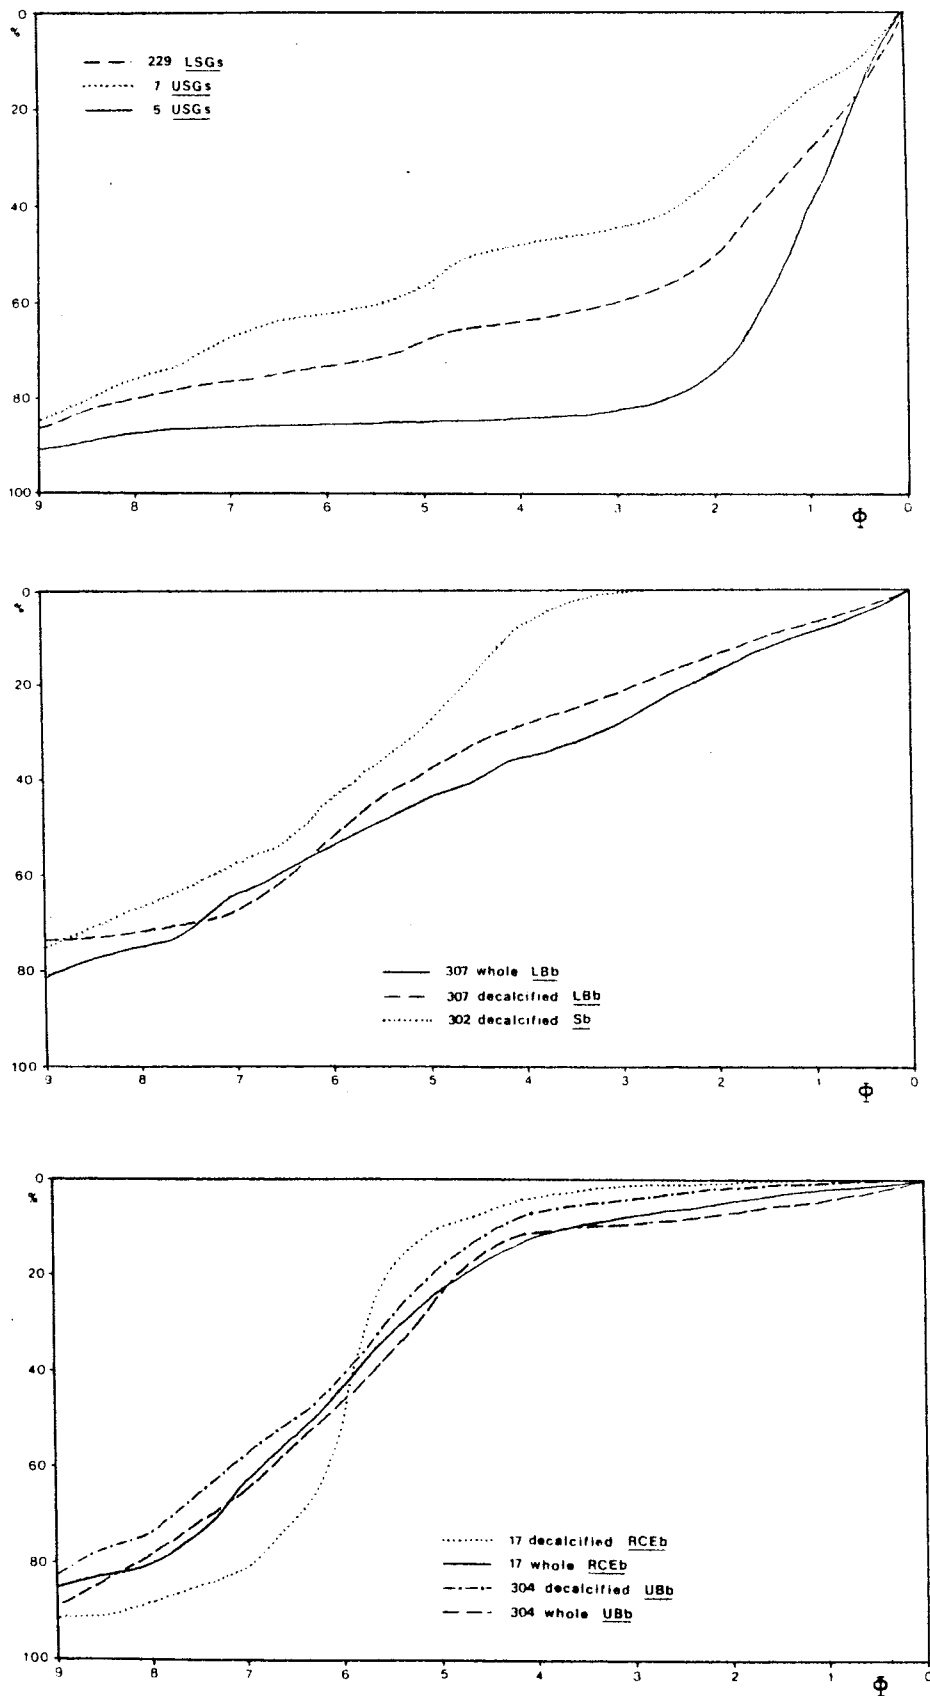 0
%
229 LSGs
7 USGs
5 USGs
20
40
60
80
100
9 8 7 6 5 4 3 2 1 0
Φ
0
%
20
40
60
80
307 whole LBb
307 decalcified LBb
302 decalcified Sb
100
9 8 7 6 5 4 3 2 1 0
Φ
0
%
20
40
60
80
17 decalcified RCEb
17 whole RCEb
304 decalcified UBb
304 whole UBb
100
9 8 7 6 5 4 3 2 1 0
Φ